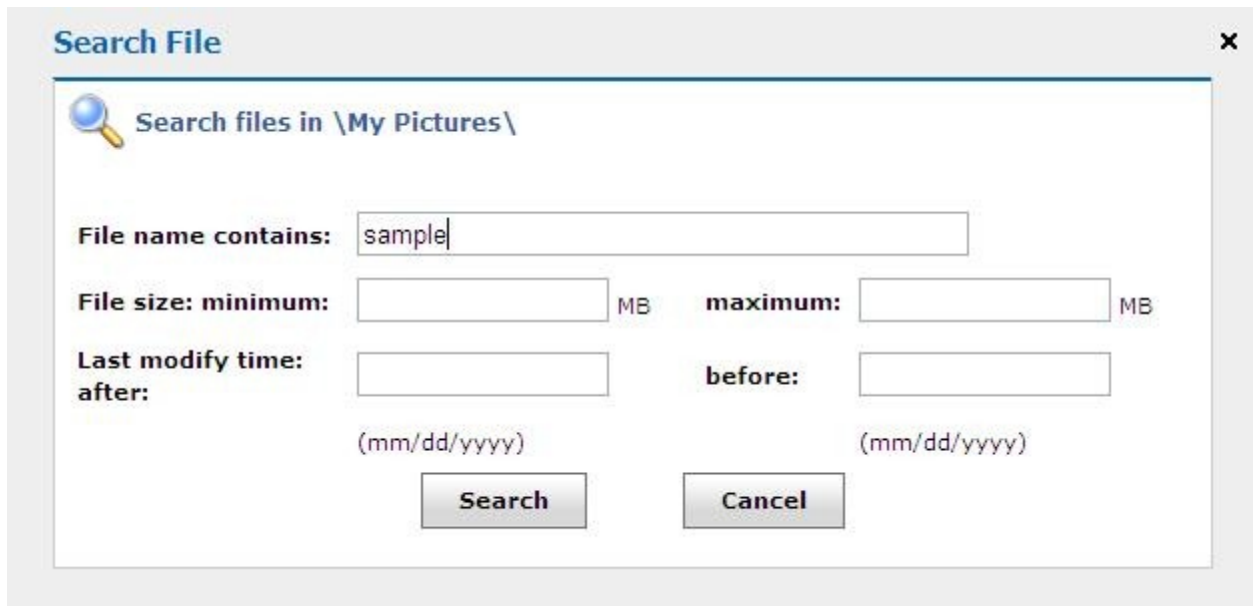 Search File
Search files in \My Pictures\
File name contains: sample
File size: minimum: MB maximum: MB
Last modify time:
after: before:
(mm/dd/yyyy) (mm/dd/yyyy)
Search Cancel